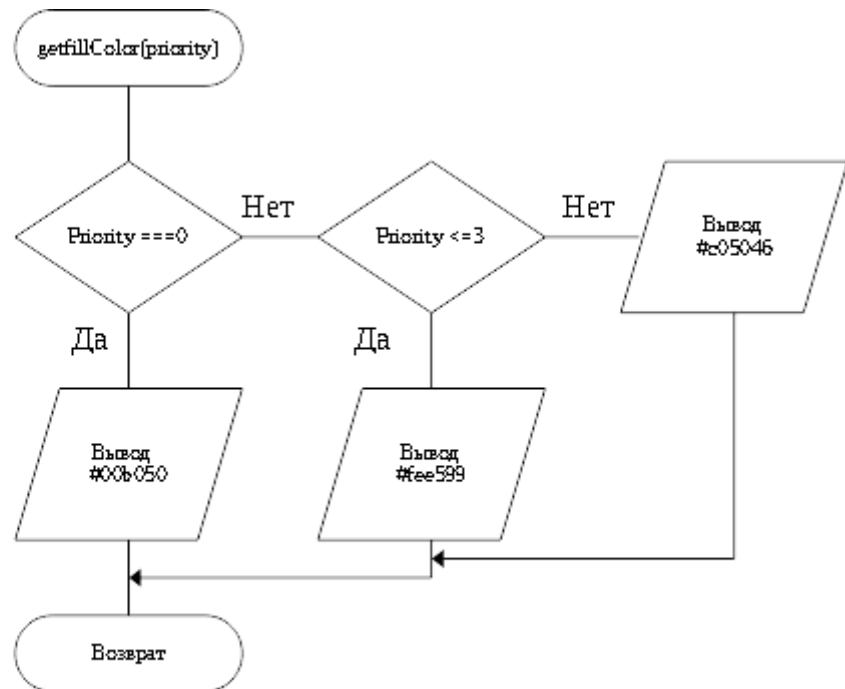 getfillColor(priority)
Priority ===0
Нет
Priority <=3
Нет
Вывод
#c05046
Да
Да
Вывод
#00b050
Вывод
#fee599
Возврат